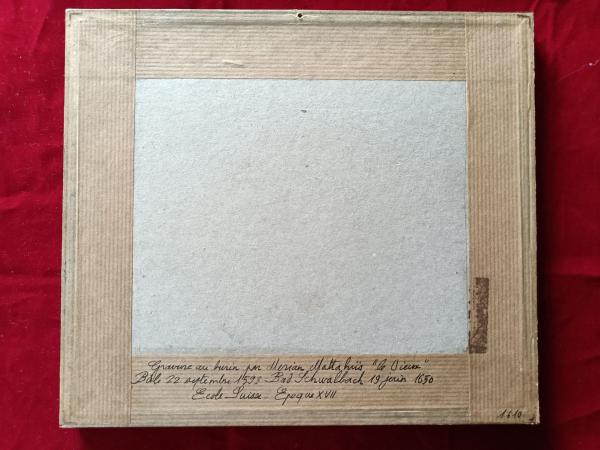 Gravure au burin par Merian Mattahüs "Le Vieux"
Bâle 22 septembre 1593 - Bad Schwalbach 19 juin 1650
Ecole - Suisse - Epoque XVII
1610